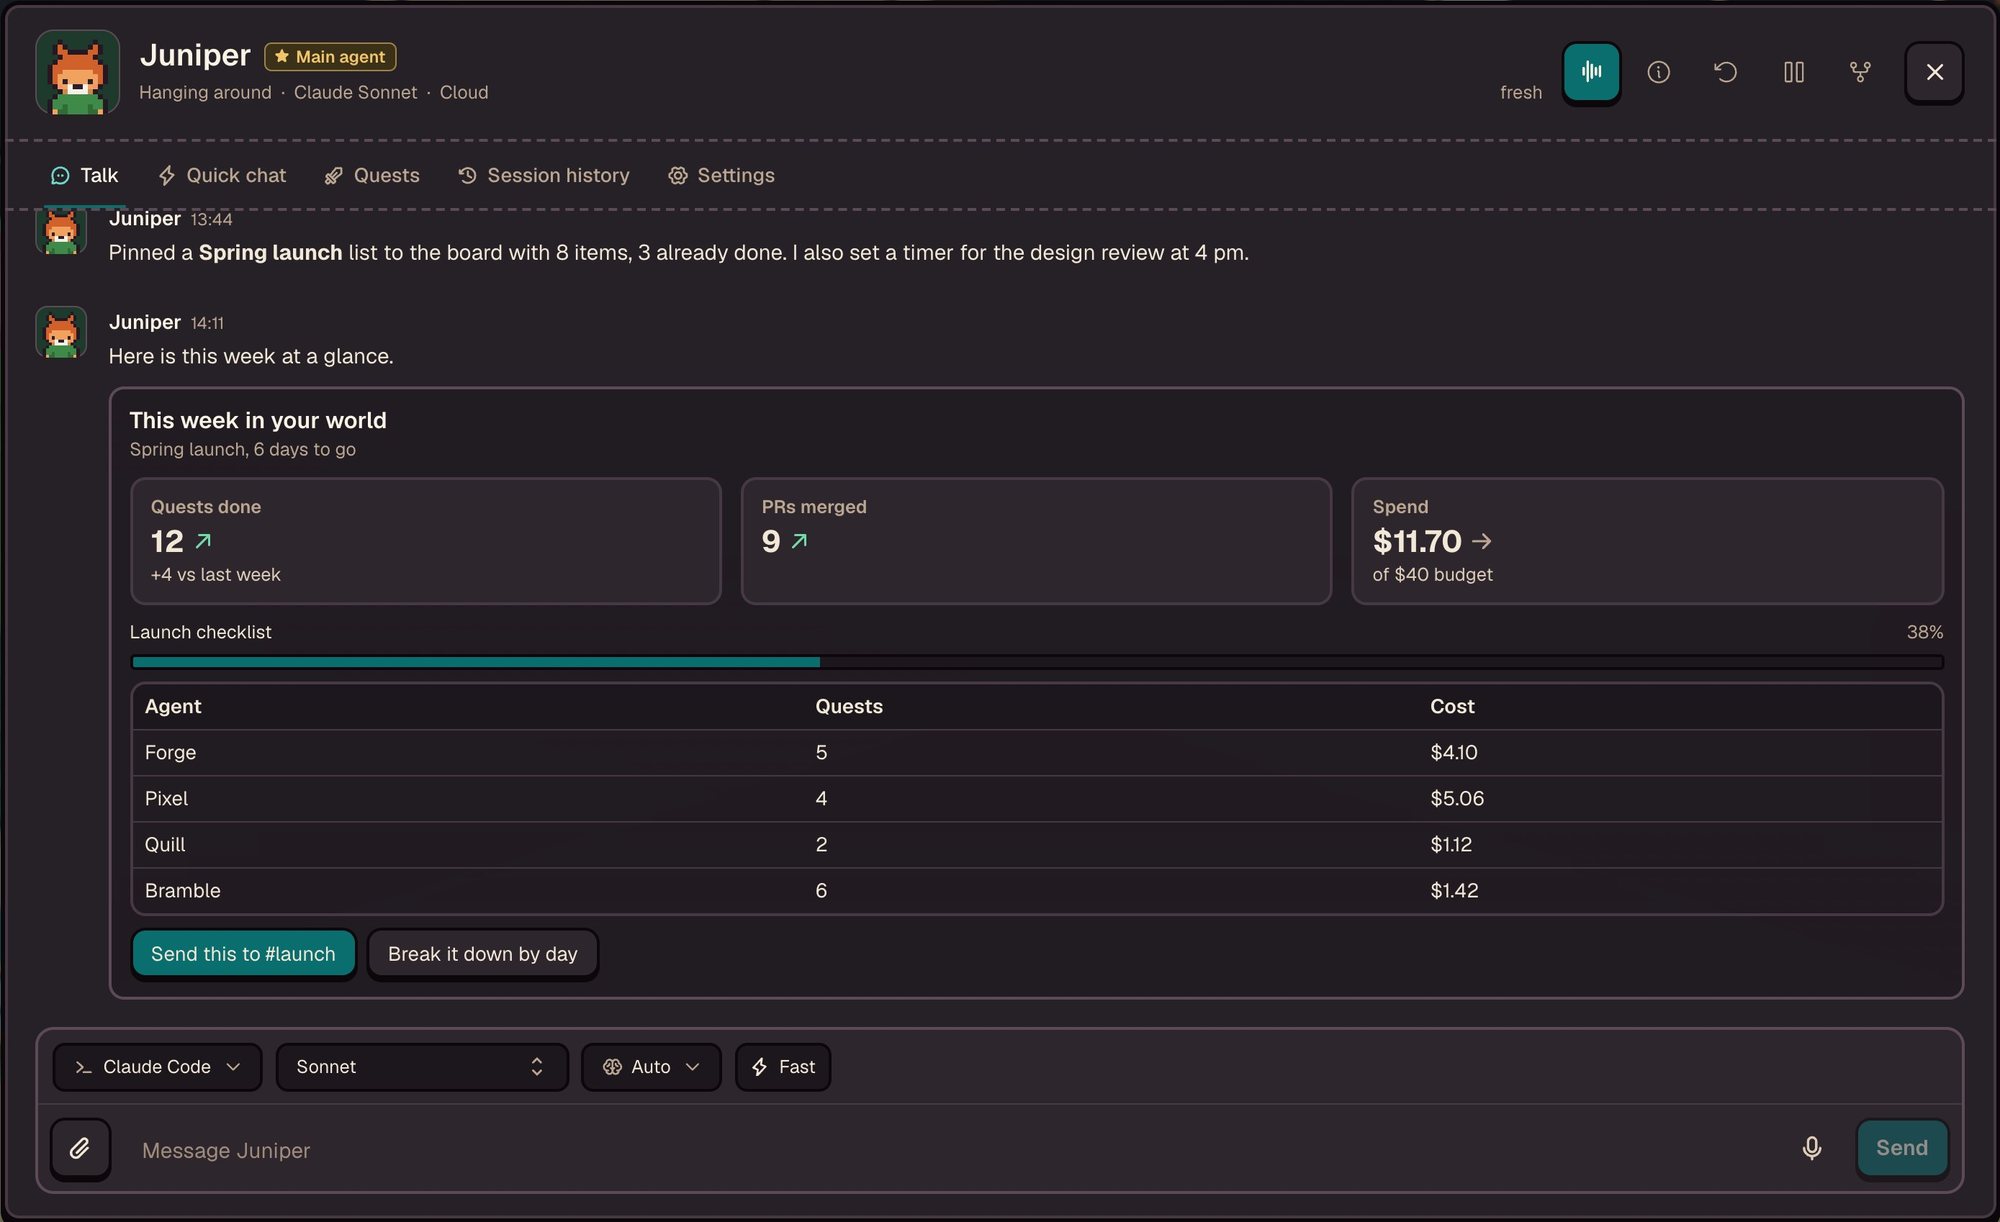 Juniper
Main agent
Hanging around · Claude Sonnet · Cloud
fresh
Talk
Quick chat
Quests
Session history
Settings
Juniper 13:44
Pinned a Spring launch list to the board with 8 items, 3 already done. I also set a timer for the design review at 4 pm.
Juniper 14:11
Here is this week at a glance.
This week in your world
Spring launch, 6 days to go
Quests done
12
+4 vs last week
PRs merged
9
Spend
$11.70
of $40 budget
Launch checklist 38%
Agent Quests Cost
Forge 5 $4.10
Pixel 4 $5.06
Quill 2 $1.12
Bramble 6 $1.42
Send this to #launch
Break it down by day
Claude Code
Sonnet
Auto
Fast
Message Juniper
Send